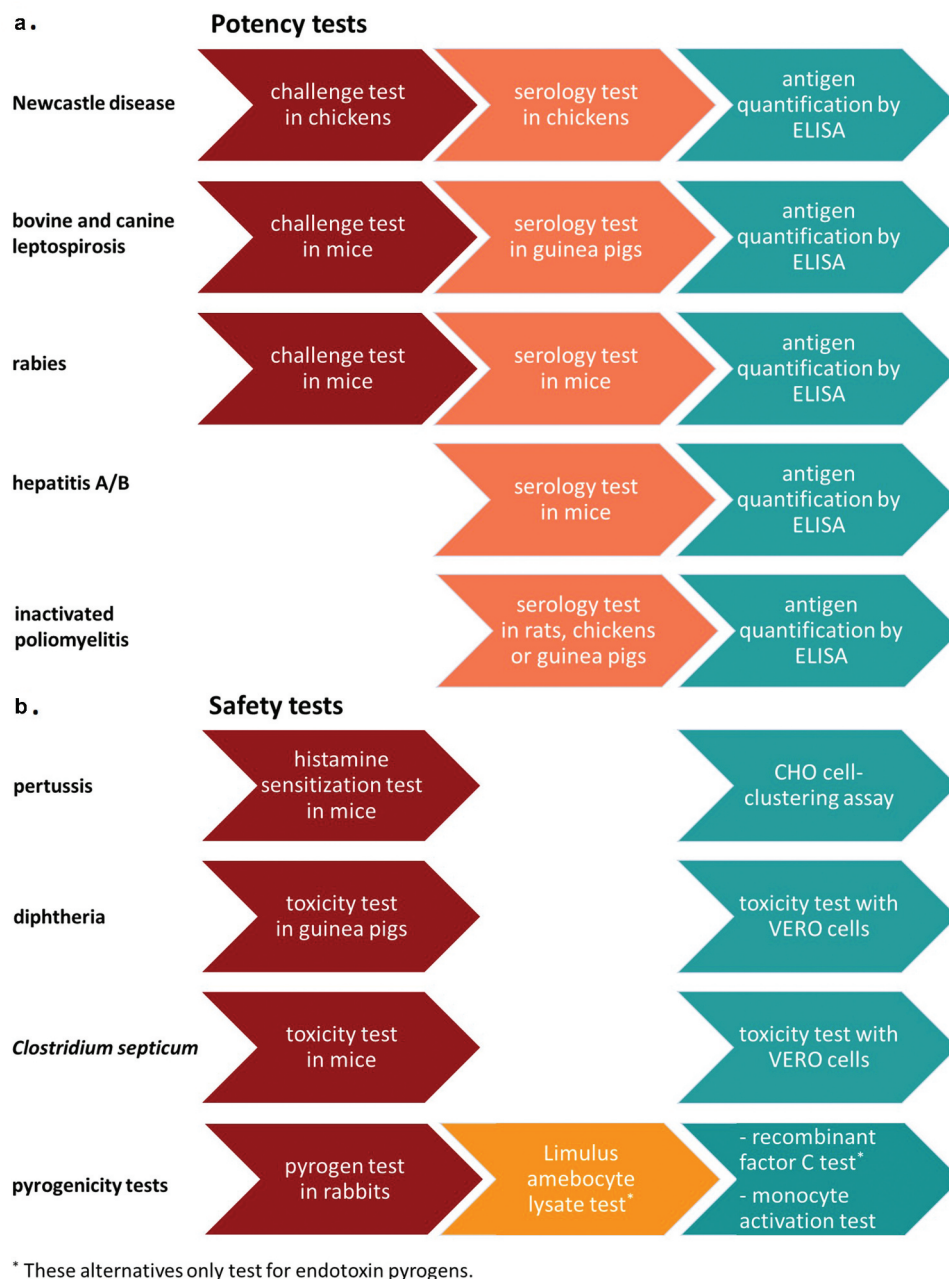 a.
Potency tests
Newcastle disease
challenge test
in chickens
serology test
in chickens
antigen
quantification by
ELISA
bovine and canine
leptospirosis
challenge test
in mice
serology test
in guinea pigs
antigen
quantification by
ELISA
rabies
challenge test
in mice
serology test
in mice
antigen
quantification by
ELISA
hepatitis A/B
serology test
in mice
antigen
quantification by
ELISA
inactivated
poliomyelitis
serology test
in rats, chickens
or guinea pigs
antigen
quantification by
ELISA
b.
Safety tests
pertussis
histamine
sensitization test
in mice
CHO cell-
clustering assay
diphtheria
toxicity test
in guinea pigs
toxicity test with
VERO cells
Clostridium septicum
toxicity test
in mice
toxicity test with
VERO cells
pyrogenicity tests
pyrogen test
in rabbits
Limulus
amebocyte
lysate test*
- recombinant
factor C test*
- monocyte
activation test
* These alternatives only test for endotoxin pyrogens.